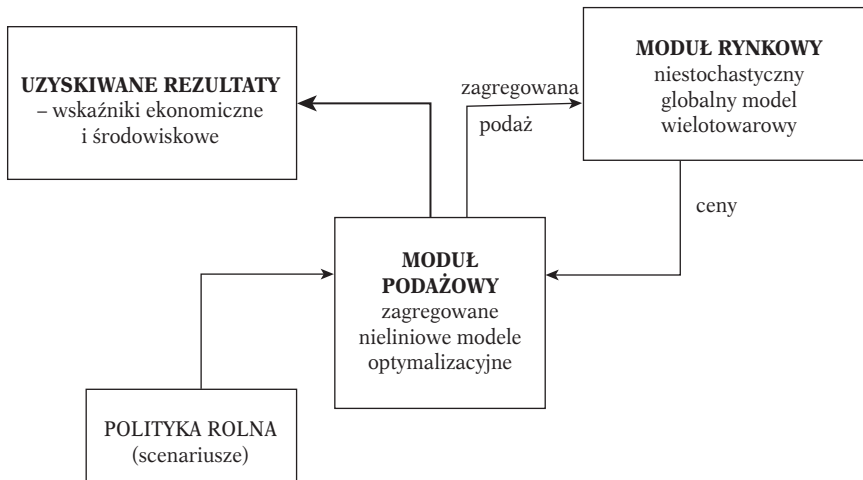 UZYSKIWANE REZULTATY
– wskaźniki ekonomiczne
i środowiskowe
zagregowana
podaż
MODUŁ RYNKOWY
niestochastyczny
globalny model
wielotowarowy
ceny
MODUŁ
PODAŻOWY
zagregowane
nieliniowe modele
optymalizacyjne
POLITYKA ROLNA
(scenariusze)